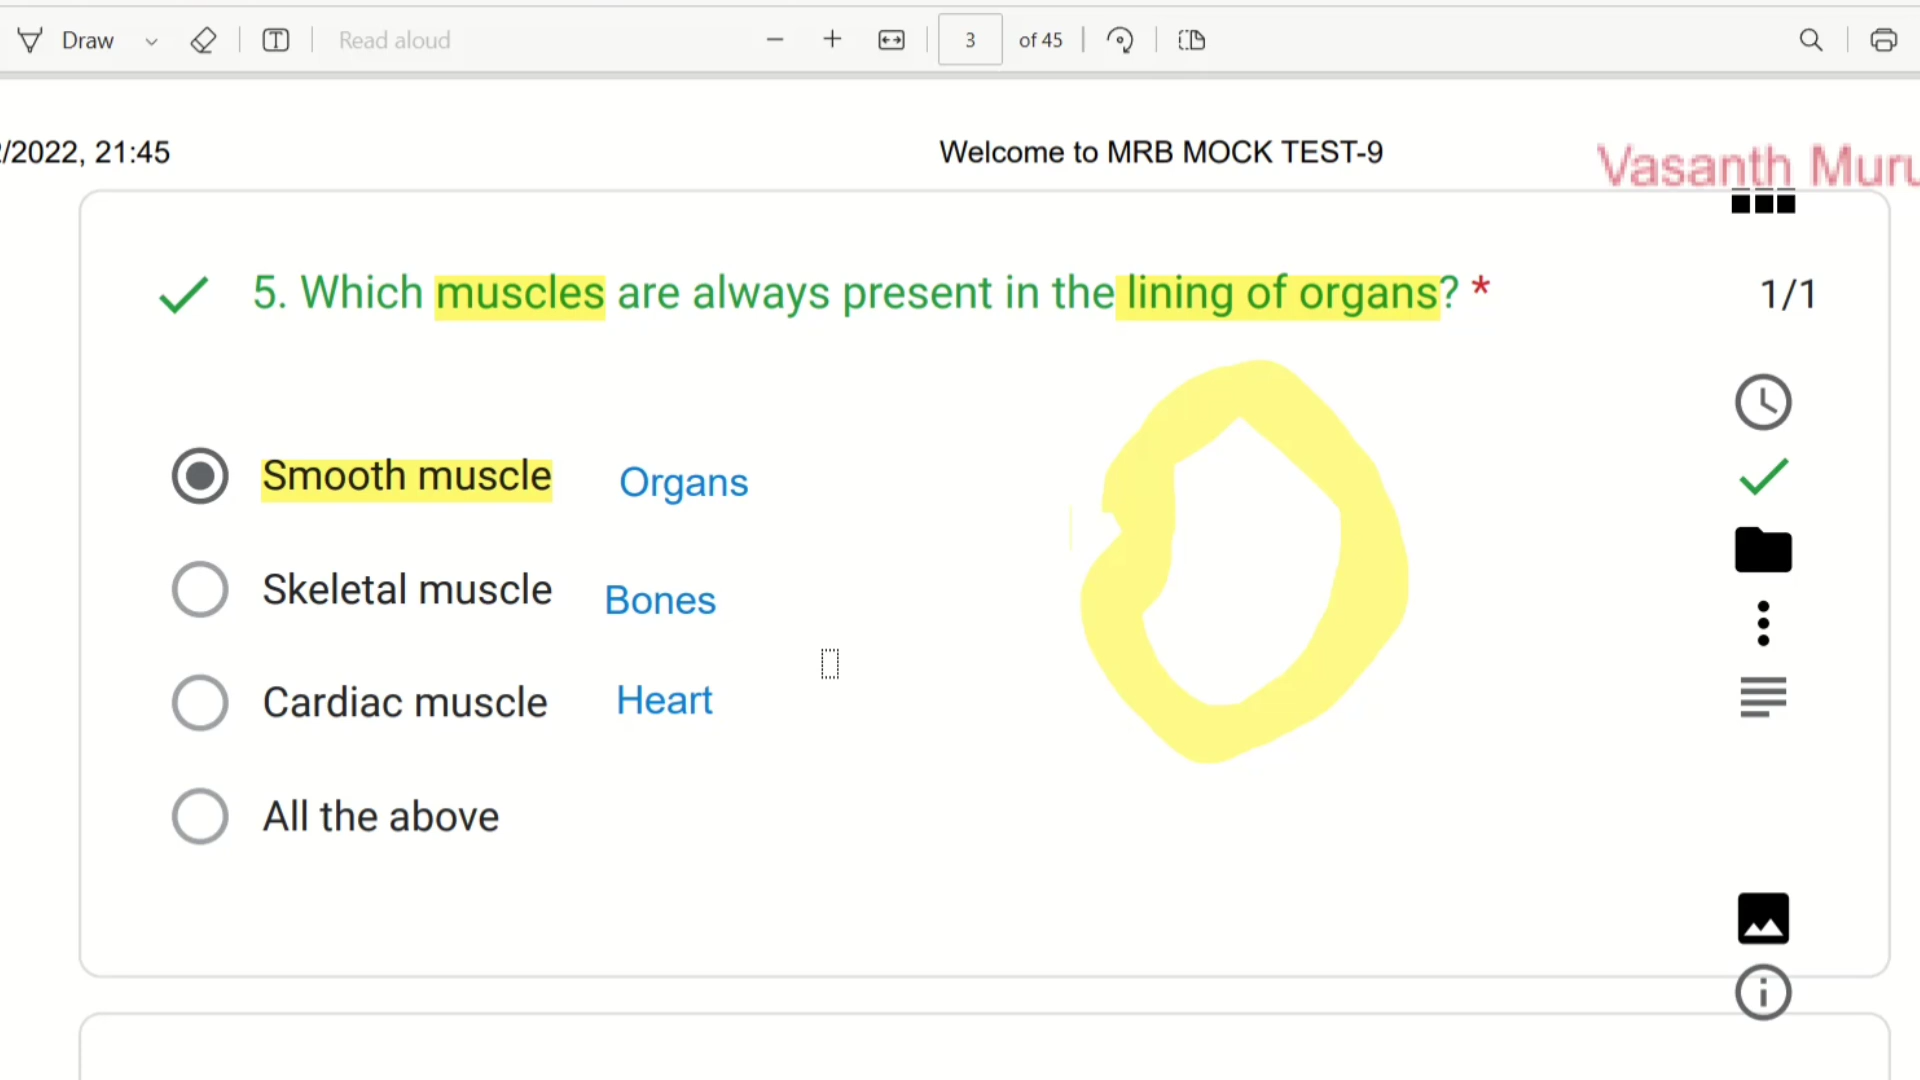 Draw Read aloud 3 of 45
/2022, 21:45 Welcome to MRB MOCK TEST-9 Vasanth
5. Which muscles are always present in the lining of organs? * 1/1
Smooth muscle Organs
Skeletal muscle Bones
Cardiac muscle Heart
All the above